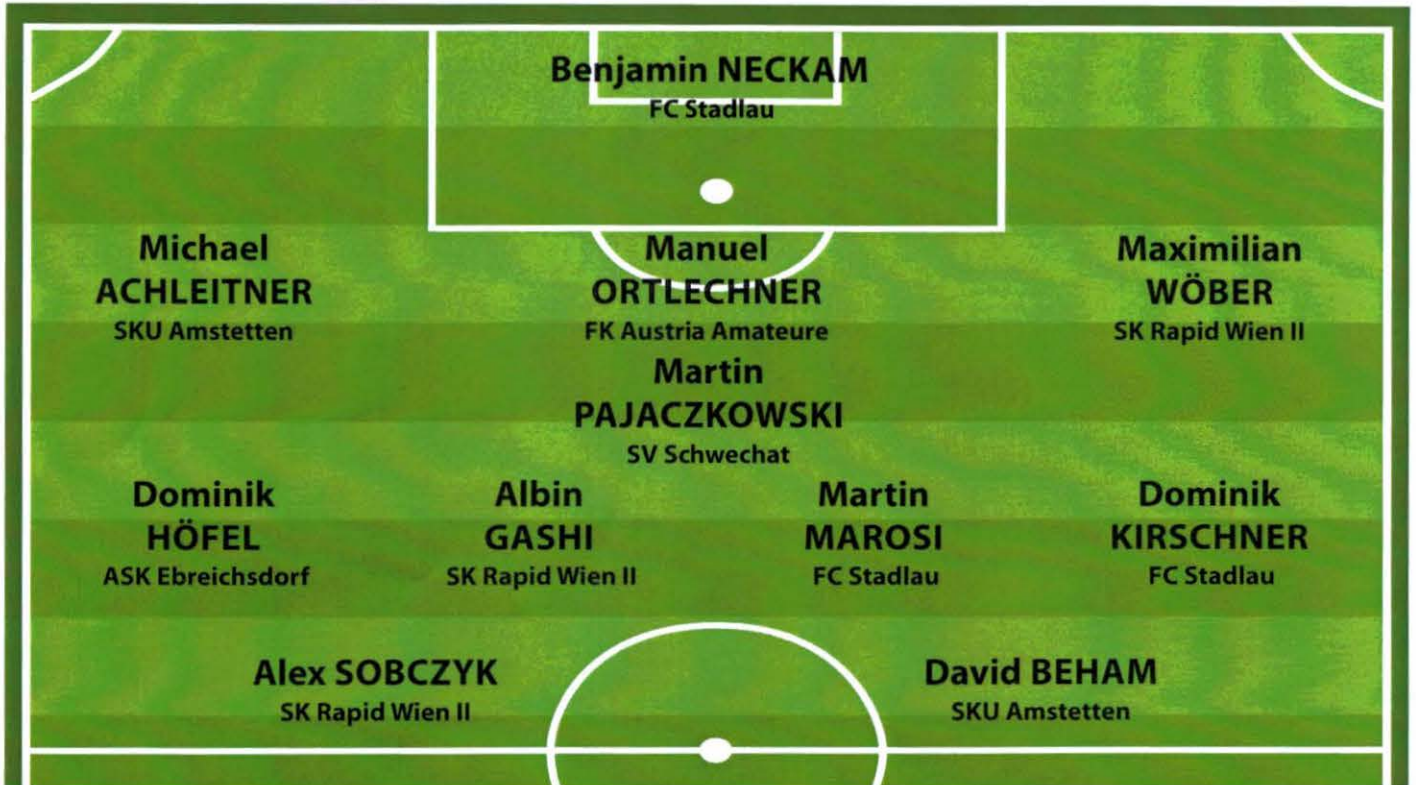 Benjamin NECKAM
FC Stadlau
Michael
ACHLEITNER
SKU Amstetten
Manuel
ORTLECHNER
FK Austria Amateure
Maximilian
WÖBER
SK Rapid Wien II
Martin
PAJACZKOWSKI
SV Schwechat
Dominik
HÖFEL
ASK Ebreichsdorf
Albin
GASHI
SK Rapid Wien II
Martin
MAROSI
FC Stadlau
Dominik
KIRSCHNER
FC Stadlau
Alex SOBCZYK
SK Rapid Wien II
David BEHAM
SKU Amstetten